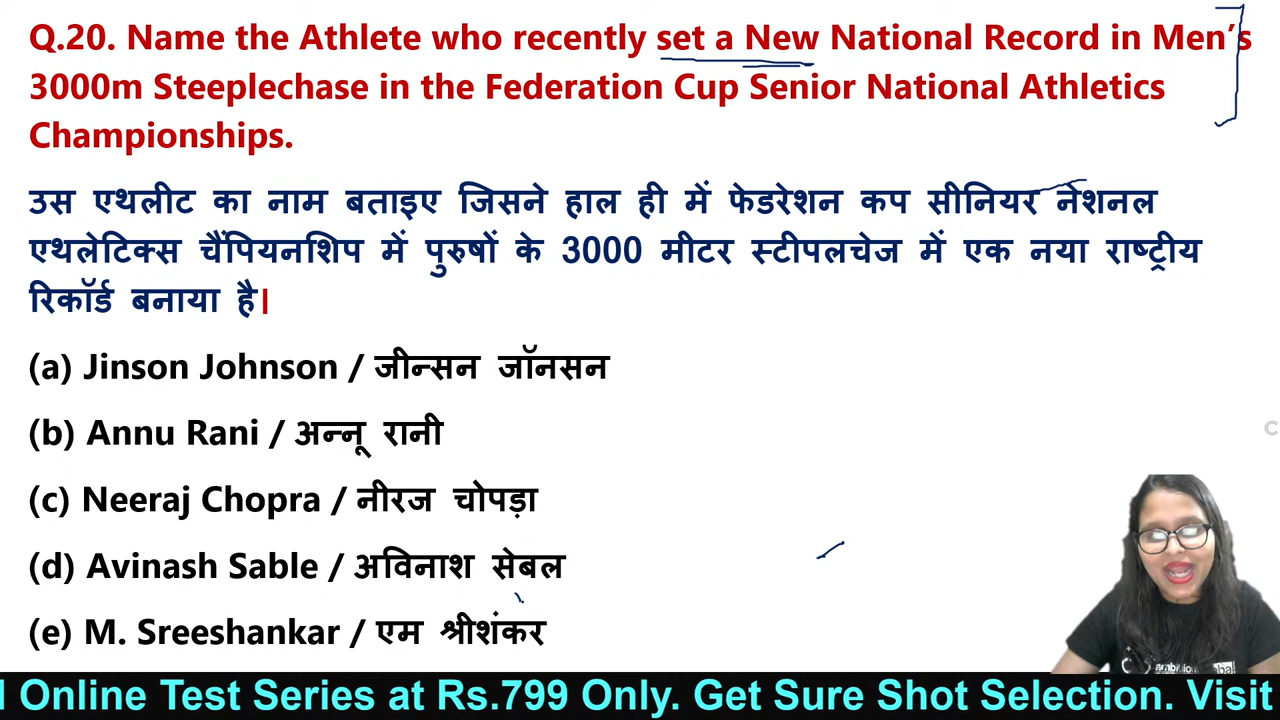 Q.20. Name the Athlete who recently set a New National Record in Men's
3000m Steeplechase in the Federation Cup Senior National Athletics
Championships.
उस एथलीट का नाम बताइए जिसने हाल ही में फेडरेशन कप सीनियर नेशनल
एथलेटिक्स चैंपियनशिप में पुरुषों के 3000 मीटर स्टीपलचेज में एक नया राष्ट्रीय
रिकॉर्ड बनाया है।
(a) Jinson Johnson / जीन्सन जॉनसन
(b) Annu Rani / अन्नू रानी
(c) Neeraj Chopra / नीरज चोपड़ा
(d) Avinash Sable / अविनाश सेबल
(e) M. Sreeshankar / एम श्रीशंकर
Online Test Series at Rs.799 Only. Get Sure Shot Selection. Visit